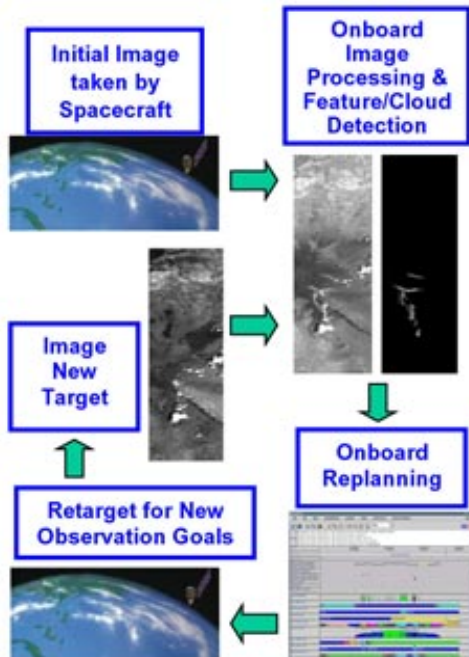 Initial Image
taken by
Spacecraft
Onboard
Image
Processing &
Feature/Cloud
Detection
Image
New
Target
Onboard
Replanning
Retarget for New
Observation Goals